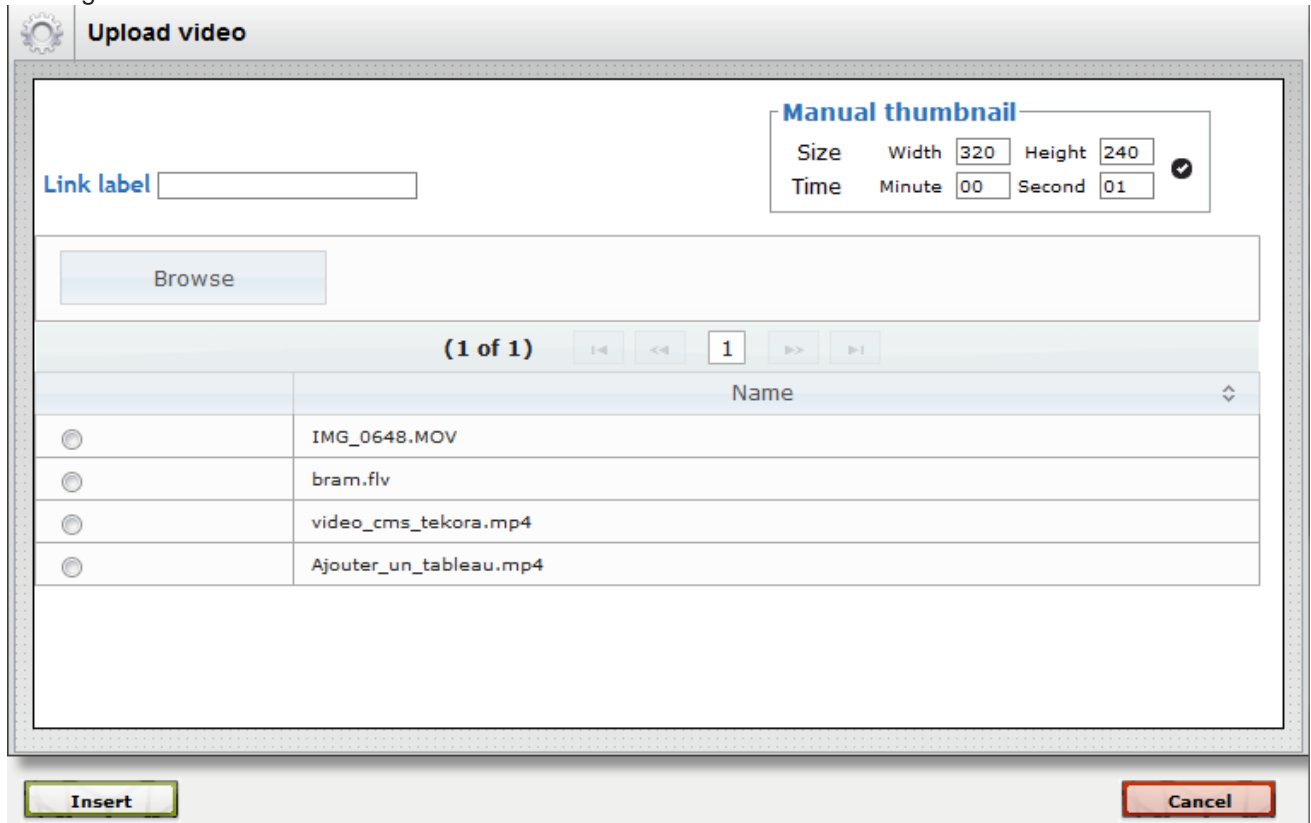 Upload video
Manual thumbnail
Size Width 320 Height 240
Link label
Time Minute 00 Second 01
Browse
(1 of 1) 1
Name
IMG_0648.MOV
bram.flv
video_cms_tekora.mp4
Ajouter_un_tableau.mp4
Insert Cancel